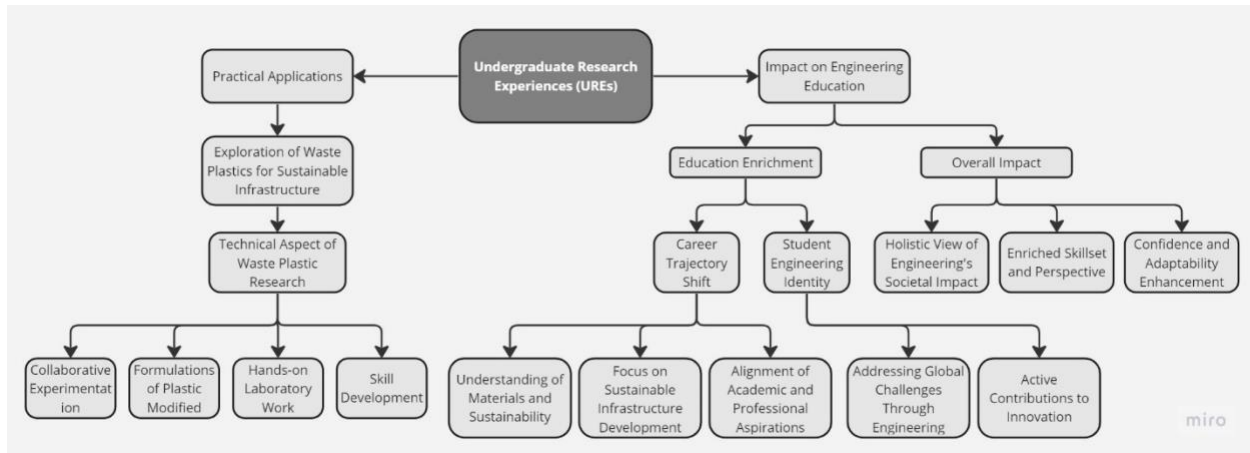 Undergraduate Research
Experiences (UREs)
Practical Applications
Impact on Engineering
Education
Exploration of Waste
Plastics for Sustainable
Infrastructure
Education Enrichment
Overall Impact
Technical Aspect of
Waste Plastic
Research
Career
Trajectory
Shift
Student
Engineering
Identity
Holistic View of
Engineering's
Societal Impact
Enriched Skillset
and Perspective
Confidence and
Adaptability
Enhancement
Collaborative
Experimentat
ion
Formulations
of Plastic
Modified
Hands-on
Laboratory
Work
Skill
Development
Understanding of
Materials and
Sustainability
Focus on
Sustainable
Infrastructure
Development
Alignment of
Academic and
Professional
Aspirations
Addressing Global
Challenges
Through
Engineering
Active
Contributions to
Innovation
miro